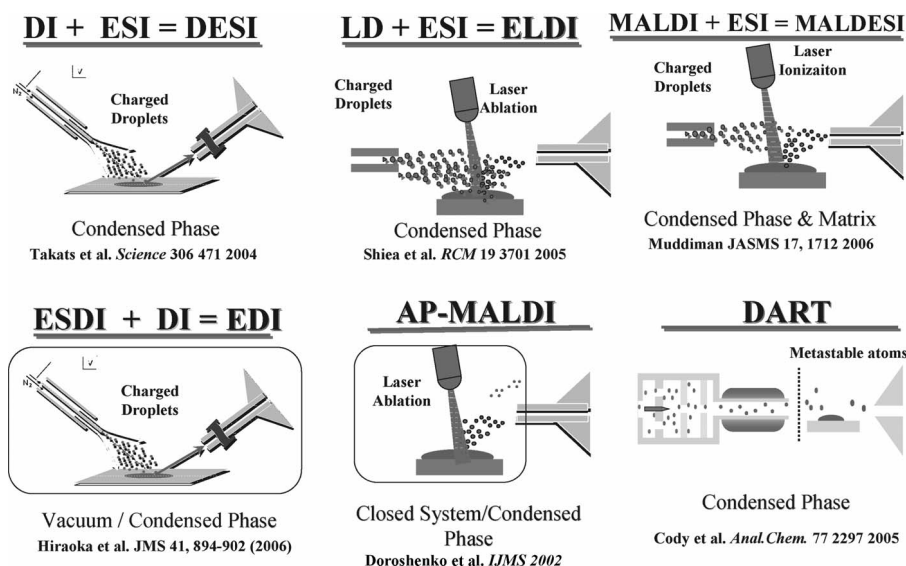 DI + ESI = DESI
N2
V
Charged
Droplets
Condensed Phase
Takats et al. Science 306 471 2004
LD + ESI = ELDI
Charged
Droplets
Laser
Ablation
Condensed Phase
Shiea et al. RCM 19 3701 2005
MALDI + ESI = MALDESI
Charged
Droplets
Laser
Ionizaiton
Condensed Phase & Matrix
Muddiman JASMS 17, 1712 2006
ESDI + DI = EDI
N2
V
Charged
Droplets
Vacuum / Condensed Phase
Hiraoka et al. JMS 41, 894-902 (2006)
AP-MALDI
Laser
Ablation
Closed System/Condensed
Phase
Doroshenko et al. IJMS 2002
DART
Metastable atoms
Condensed Phase
Cody et al. Anal.Chem. 77 2297 2005